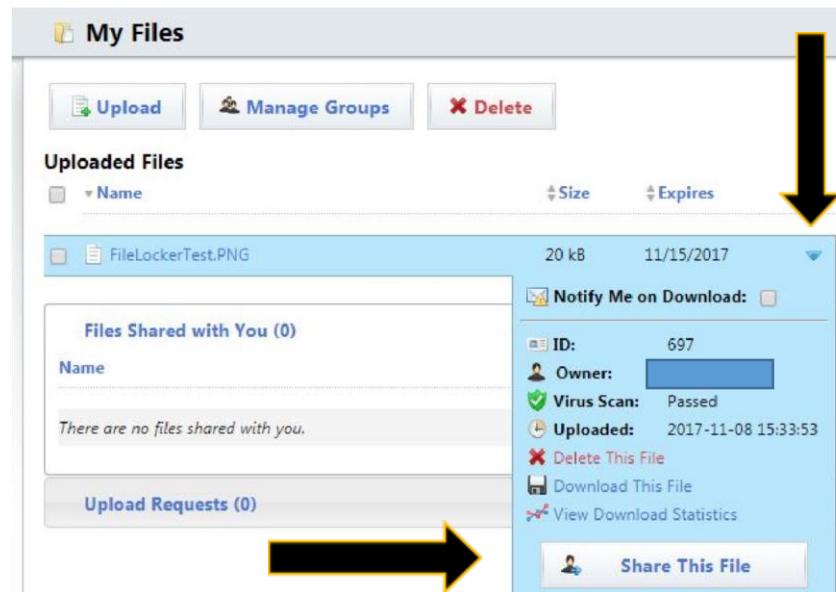 My Files
Upload Manage Groups Delete
Uploaded Files
Name Size Expires
FileLockerTest.PNG 20 kB 11/15/2017
Notify Me on Download:
Files Shared with You (0)
Name
There are no files shared with you.
Upload Requests (0)
ID: 697
Owner:
Virus Scan: Passed
Uploaded: 2017-11-08 15:33:53
Delete This File
Download This File
View Download Statistics
Share This File